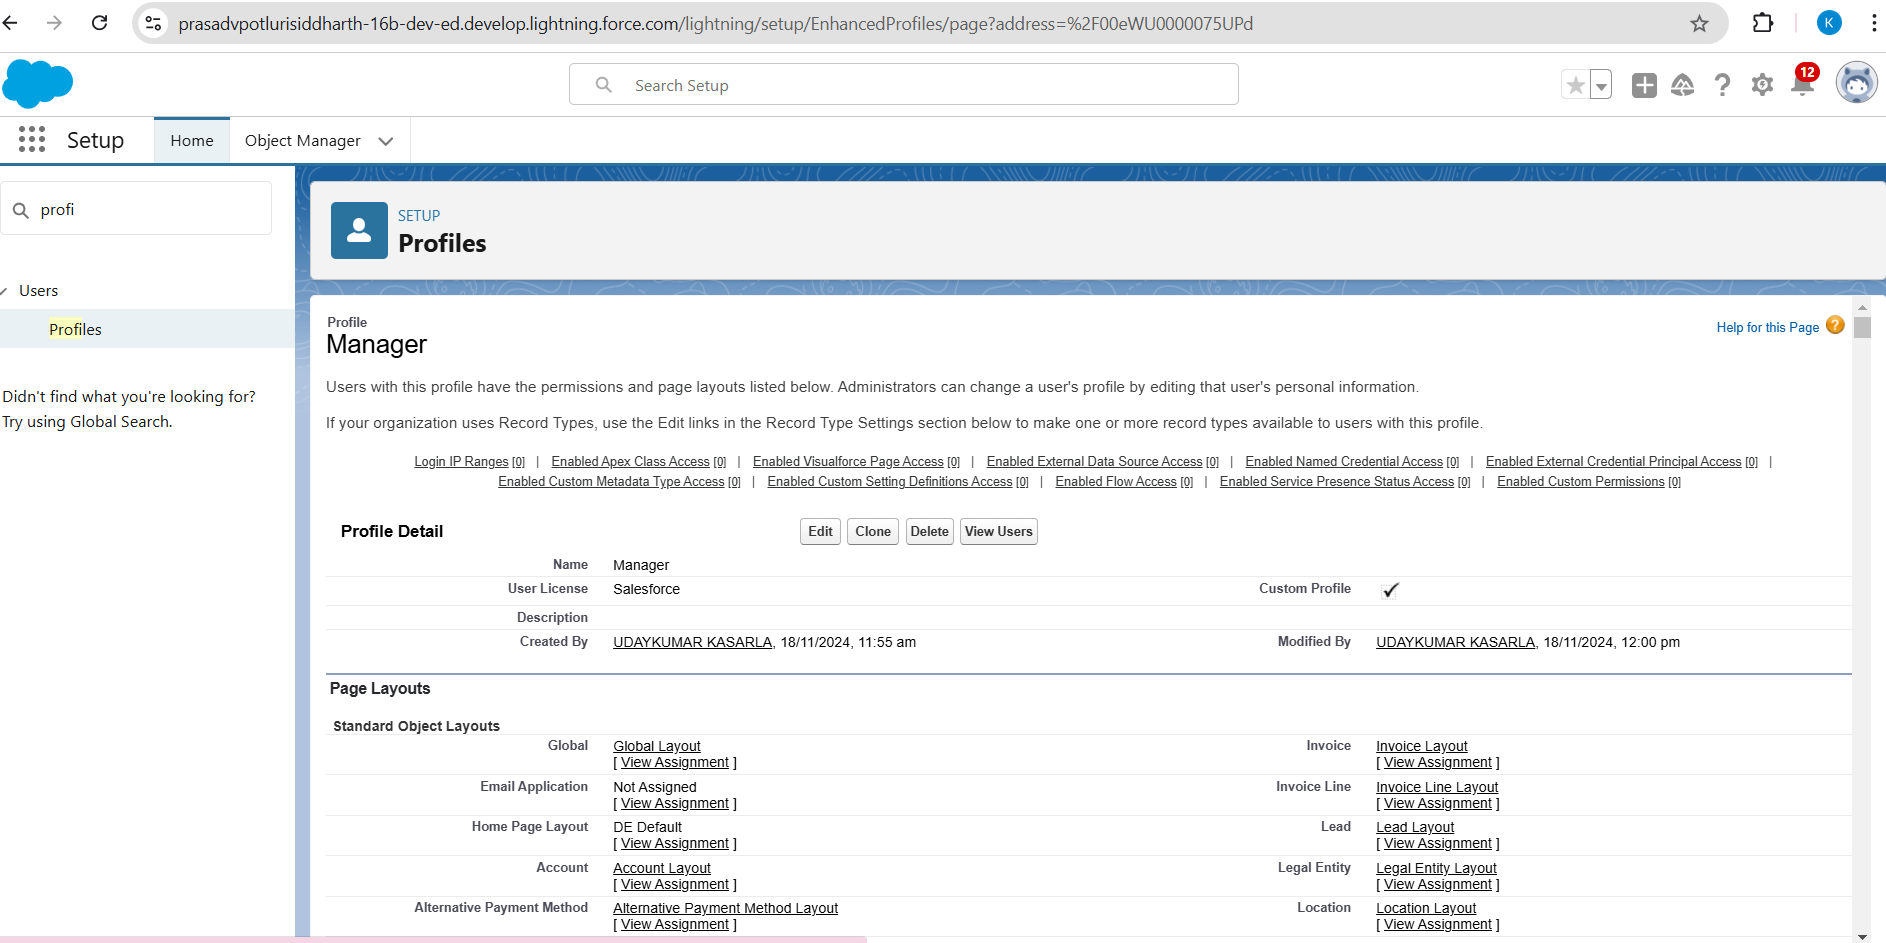 prasadvpotlurisiddharth-16b-dev-ed.develop.lightning.force.com/lightning/setup/EnhancedProfiles/page?address=%2F00eWU0000075UPd
K
Search Setup
12
Setup
Home
Object Manager
profi
Users
Profiles
Didn't find what you're looking for?
Try using Global Search.
SETUP
Profiles
Profile
Manager
Help for this Page ?
Users with this profile have the permissions and page layouts listed below. Administrators can change a user's profile by editing that user's personal information.
If your organization uses Record Types, use the Edit links in the Record Type Settings section below to make one or more record types available to users with this profile.
Login IP Ranges [0] | Enabled Apex Class Access [0] | Enabled Visualforce Page Access [0] | Enabled External Data Source Access [0] | Enabled Named Credential Access [0] | Enabled External Credential Principal Access [0] |
Enabled Custom Metadata Type Access [0] | Enabled Custom Setting Definitions Access [0] | Enabled Flow Access [0] | Enabled Service Presence Status Access [0] | Enabled Custom Permissions [0]
Profile Detail Edit Clone Delete View Users
Name Manager
User License Salesforce Custom Profile ✓
Description
Created By UDAYKUMAR KASARLA, 18/11/2024, 11:55 am Modified By UDAYKUMAR KASARLA, 18/11/2024, 12:00 pm
Page Layouts
Standard Object Layouts
Global Global Layout Invoice Invoice Layout
[ View Assignment ] [ View Assignment ]
Email Application Not Assigned Invoice Line Invoice Line Layout
[ View Assignment ] [ View Assignment ]
Home Page Layout DE Default Lead Lead Layout
[ View Assignment ] [ View Assignment ]
Account Account Layout Legal Entity Legal Entity Layout
[ View Assignment ] [ View Assignment ]
Alternative Payment Method Alternative Payment Method Layout Location Location Layout
[ View Assignment ] [ View Assignment ]